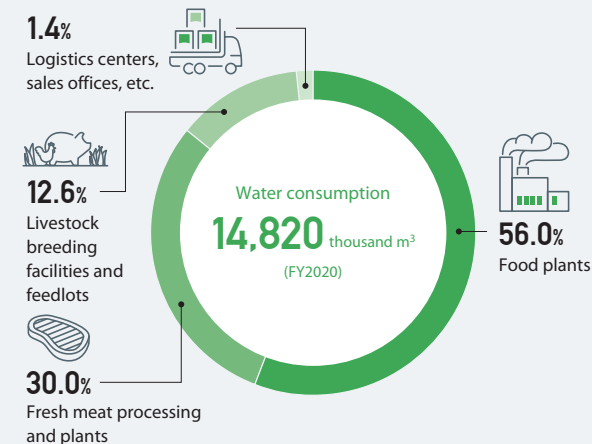 1.4%
Logistics centers,
sales offices, etc.
12.6%
Livestock
breeding
facilities and
feedlots
30.0%
Fresh meat processing
and plants
Water consumption
14,820 thousand m³
(FY2020)
56.0%
Food plants